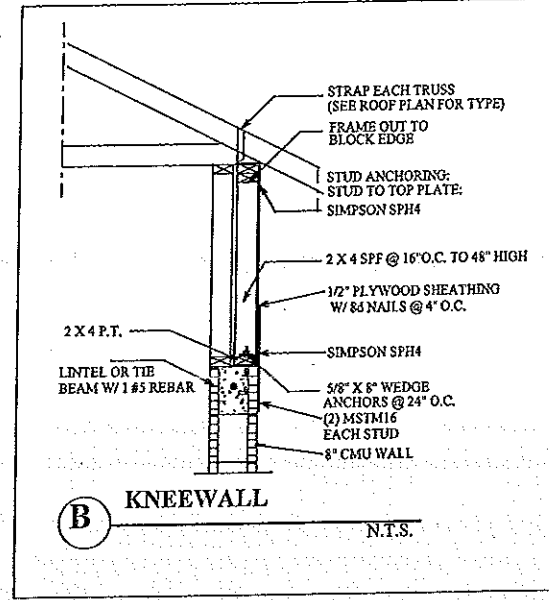 STRAP EACH TRUSS
(SEE ROOF PLAN FOR TYPE)
FRAME OUT TO
BLOCK EDGE
STUD ANCHORING:
STUD TO TOP PLATE:
SIMPSON SPH4
2 X 4 SPF @ 16"O.C. TO 48" HIGH
1/2" PLYWOOD SHEATHING
W/ 8d NAILS @ 4" O.C.
2 X 4 P.T.
SIMPSON SPH4
LINTEL OR TIE
BEAM W/ 1 #5 REBAR
5/8" X 8" WEDGE
ANCHORS @ 24" O.C.
(2) MSTM16
EACH STUD
8" CMU WALL
B
KNEEWALL
N.T.S.